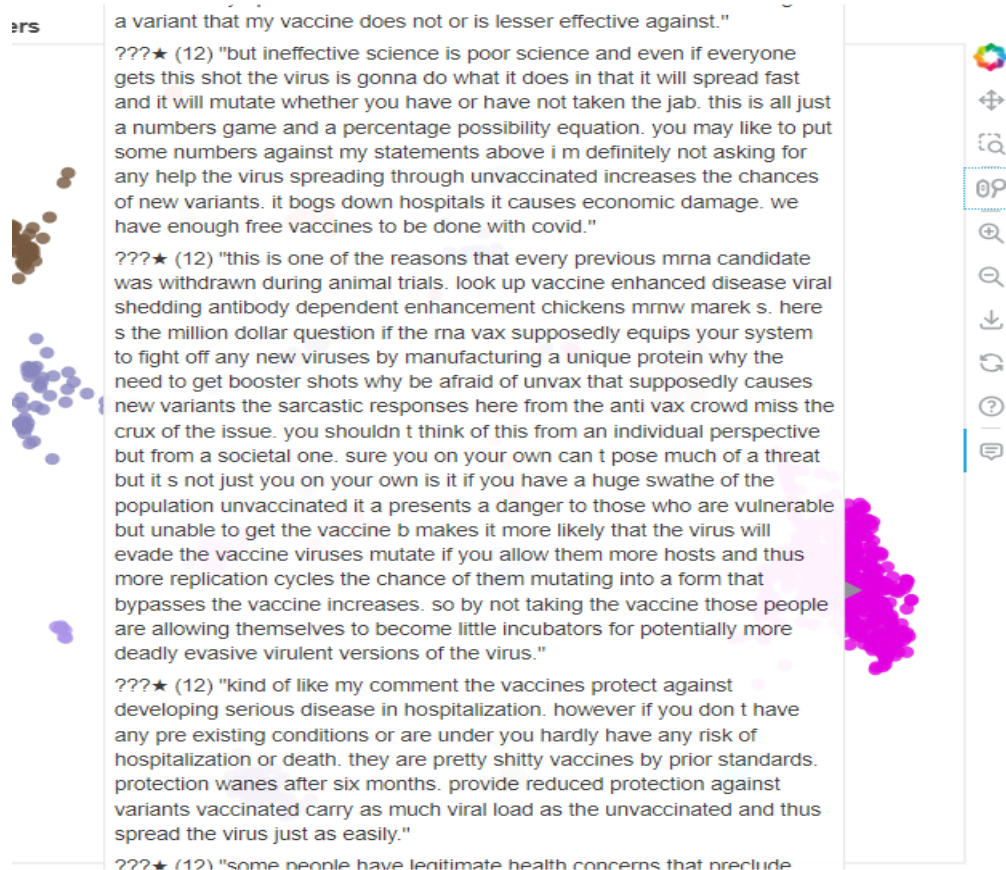 ers
a variant that my vaccine does not or is lesser effective against."
???★ (12) "but ineffective science is poor science and even if everyone
gets this shot the virus is gonna do what it does in that it will spread fast
and it will mutate whether you have or have not taken the jab. this is all just
a numbers game and a percentage possibility equation. you may like to put
some numbers against my statements above i m definitely not asking for
any help the virus spreading through unvaccinated increases the chances
of new variants. it bogs down hospitals it causes economic damage. we
have enough free vaccines to be done with covid."
???★ (12) "this is one of the reasons that every previous mrna candidate
was withdrawn during animal trials. look up vaccine enhanced disease viral
shedding antibody dependent enhancement chickens mrnw marek s. here
s the million dollar question if the rna vax supposedly equips your system
to fight off any new viruses by manufacturing a unique protein why the
need to get booster shots why be afraid of unvax that supposedly causes
new variants the sarcastic responses here from the anti vax crowd miss the
crux of the issue. you shouldn t think of this from an individual perspective
but from a societal one. sure you on your own can t pose much of a threat
but it s not just you on your own is it if you have a huge swathe of the
population unvaccinated it a presents a danger to those who are vulnerable
but unable to get the vaccine b makes it more likely that the virus will
evade the vaccine viruses mutate if you allow them more hosts and thus
more replication cycles the chance of them mutating into a form that
bypasses the vaccine increases. so by not taking the vaccine those people
are allowing themselves to become little incubators for potentially more
deadly evasive virulent versions of the virus."
???★ (12) "kind of like my comment the vaccines protect against
developing serious disease in hospitalization. however if you don t have
any pre existing conditions or are under you hardly have any risk of
hospitalization or death. they are pretty shitty vaccines by prior standards.
protection wanes after six months. provide reduced protection against
variants vaccinated carry as much viral load as the unvaccinated and thus
spread the virus just as easily."
???★ (12) "some people have legitimate health concerns that preclude